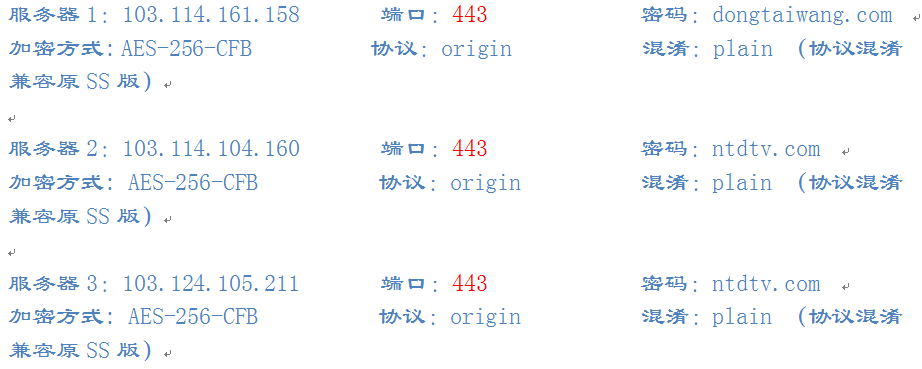 服务器 1：103.114.161.158 端口：443 密码：dongtaiwang.com
加密方式：AES-256-CFB 协议：origin 混淆：plain （协议混淆
兼容原 SS 版）
服务器 2：103.114.104.160 端口：443 密码：ntdtv.com
加密方式： AES-256-CFB 协议：origin 混淆：plain （协议混淆
兼容原 SS 版）
服务器 3：103.124.105.211 端口：443 密码：ntdtv.com
加密方式： AES-256-CFB 协议：origin 混淆：plain （协议混淆
兼容原 SS 版）